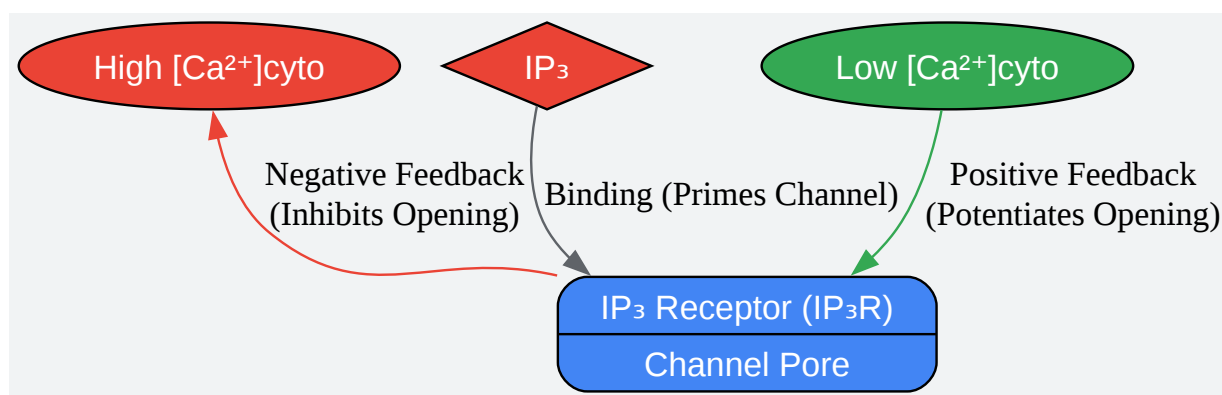 High [Ca²⁺]cyto
IP₃
Low [Ca²⁺]cyto
Negative Feedback
(Inhibits Opening)
Binding (Primes Channel)
Positive Feedback
(Potentiates Opening)
IP₃ Receptor (IP₃R)
Channel Pore